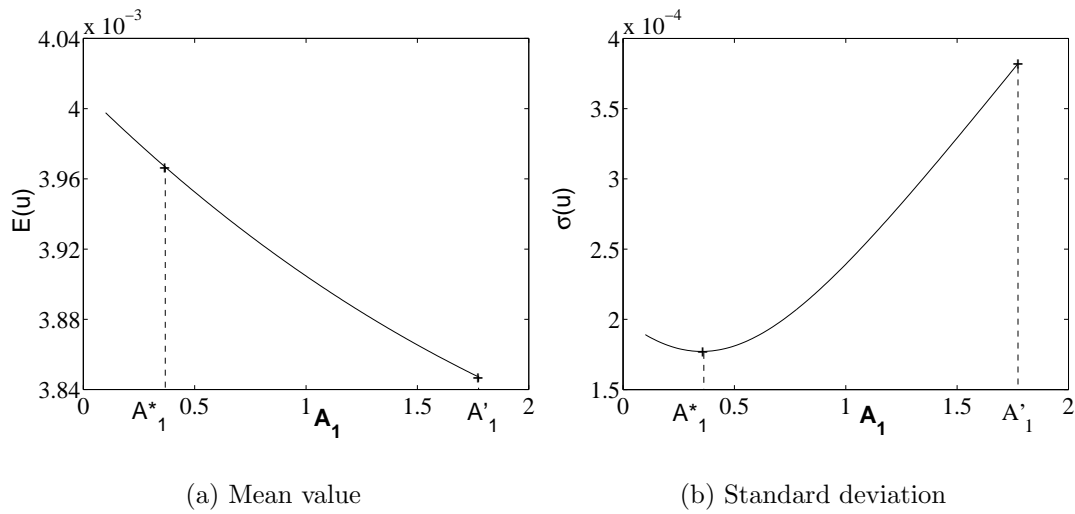 x 10⁻³
4.04
4
3.96
3.92
3.88
3.84
E(u)
0 0.5 1 1.5 2
A*₁ A'₁
A₁
(a) Mean value
x 10⁻⁴
4
3.5
3
2.5
2
1.5
σ(u)
0 0.5 1 1.5 2
A*₁ A'₁
A₁
(b) Standard deviation